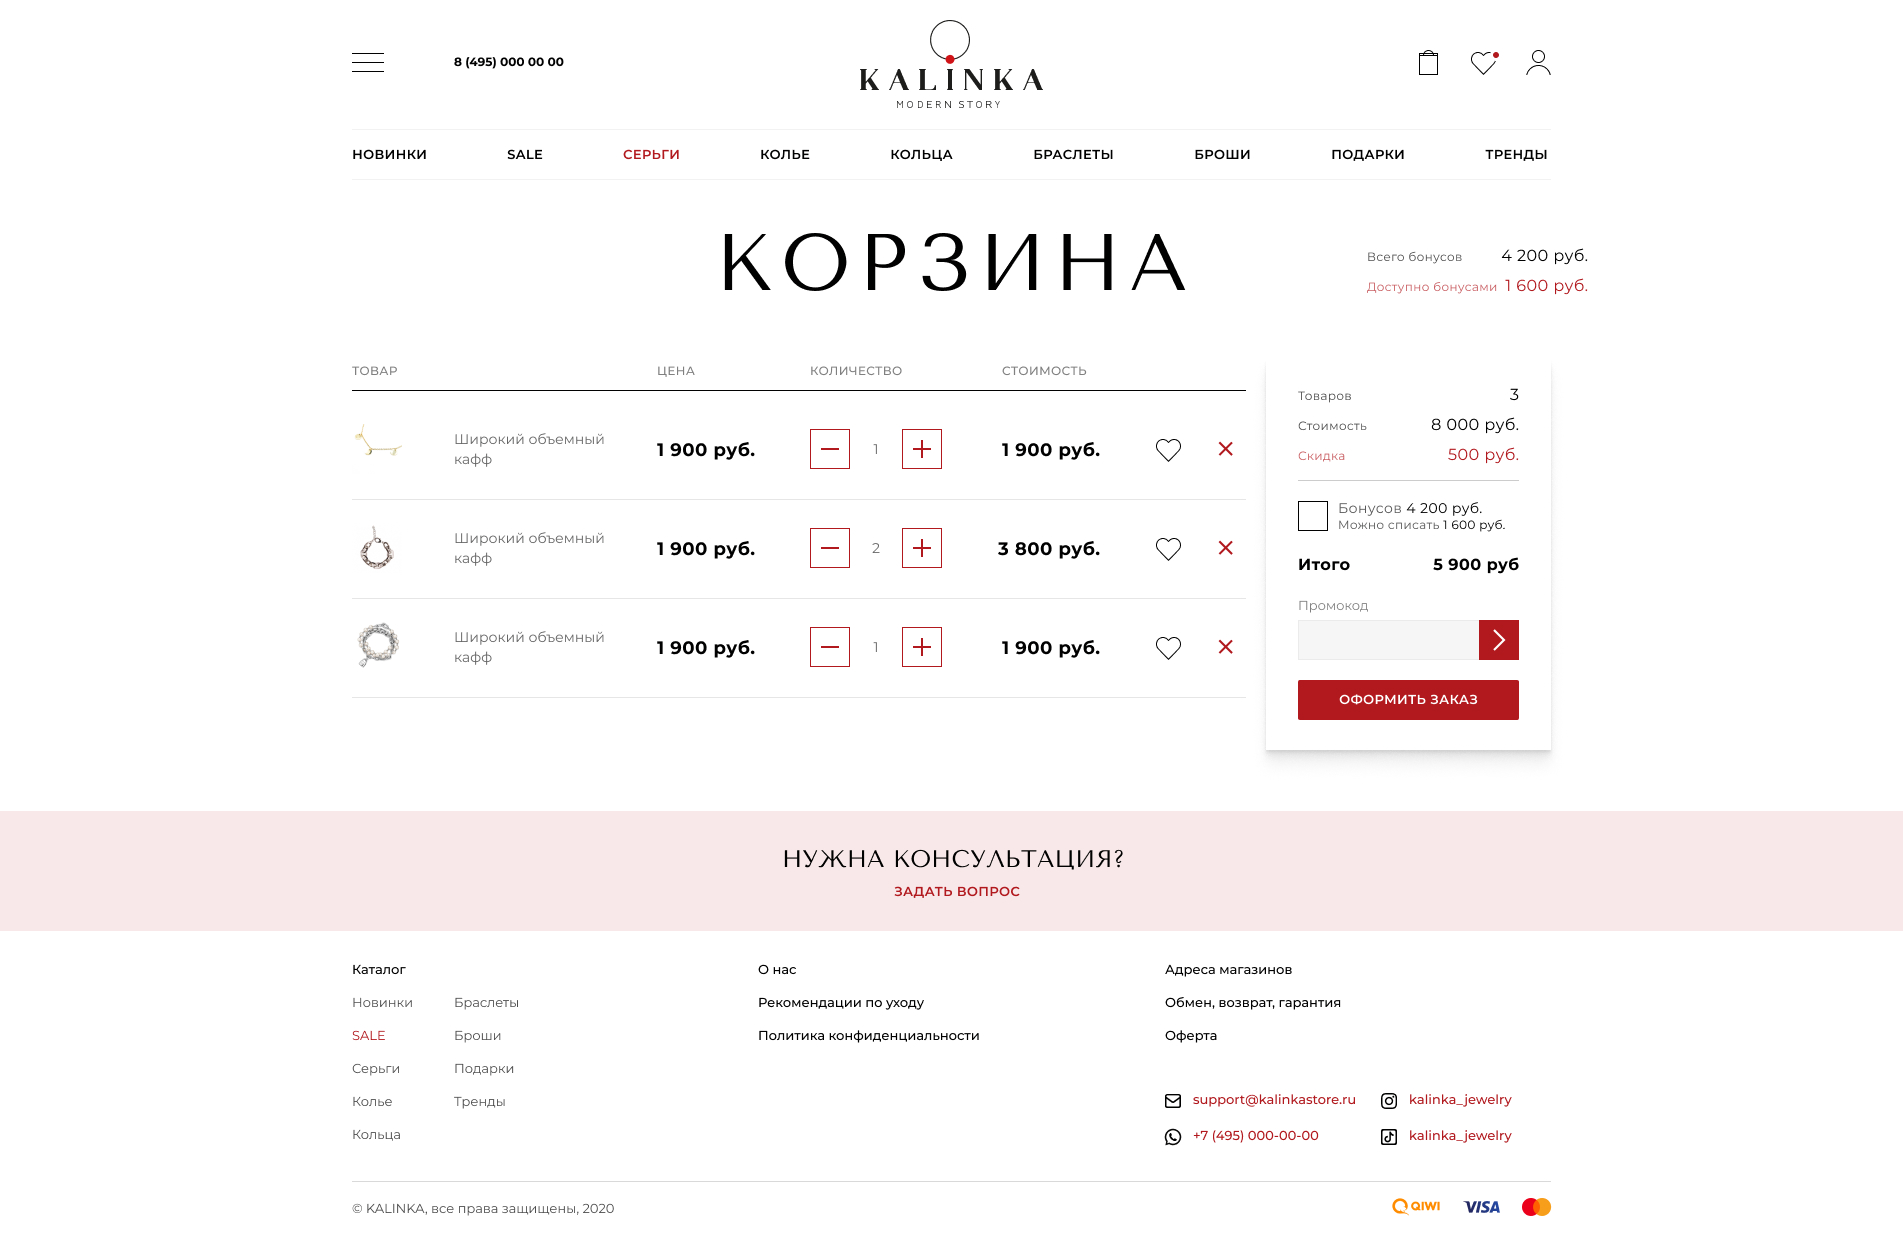 8 (495) 000 00 00
KALINKA
MODERN STORY
НОВИНКИ SALE СЕРЬГИ КОЛЬЕ КОЛЬЦА БРАСЛЕТЫ БРОШИ ПОДАРКИ ТРЕНДЫ
КОРЗИНА
Всего бонусов 4 200 руб.
Доступно бонусами 1 600 руб.
ТОВАР ЦЕНА КОЛИЧЕСТВО СТОИМОСТЬ
Широкий объемный
кафф
1 900 руб. 1 1 900 руб.
Широкий объемный
кафф
1 900 руб. 2 3 800 руб.
Широкий объемный
кафф
1 900 руб. 1 1 900 руб.
Товаров 3
Стоимость 8 000 руб.
Скидка 500 руб.
Бонусов 4 200 руб.
Можно списать 1 600 руб.
Итого 5 900 руб
Промокод
ОФОРМИТЬ ЗАКАЗ
НУЖНА КОНСУЛЬТАЦИЯ?
ЗАДАТЬ ВОПРОС
Каталог
Новинки Браслеты
SALE Броши
Серьги Подарки
Колье Тренды
Кольца
О нас
Рекомендации по уходу
Политика конфиденциальности
Адреса магазинов
Обмен, возврат, гарантия
Оферта
support@kalinkastore.ru kalinka_jewelry
+7 (495) 000-00-00 kalinka_jewelry
© KALINKA, все права защищены, 2020
QIWI VISA